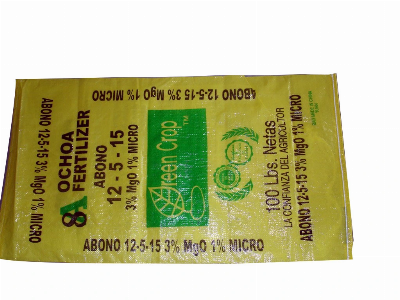 ABONO 12-5-15 3% MgO 1% MICRO
8A
OCHOA
FERTILIZER
ABONO
12 - 5 - 15
3% MgO 1% MICRO
Green Crop
TM
100 Lbs. Netas
LA CONFIANZA DEL AGRICULTOR
ABONO 12-5-15 3% MgO 1% MICRO
ABONO 12-5-15 3% MgO 1% MICRO
ABONO 12-5-15 3% MgO 1% MICRO